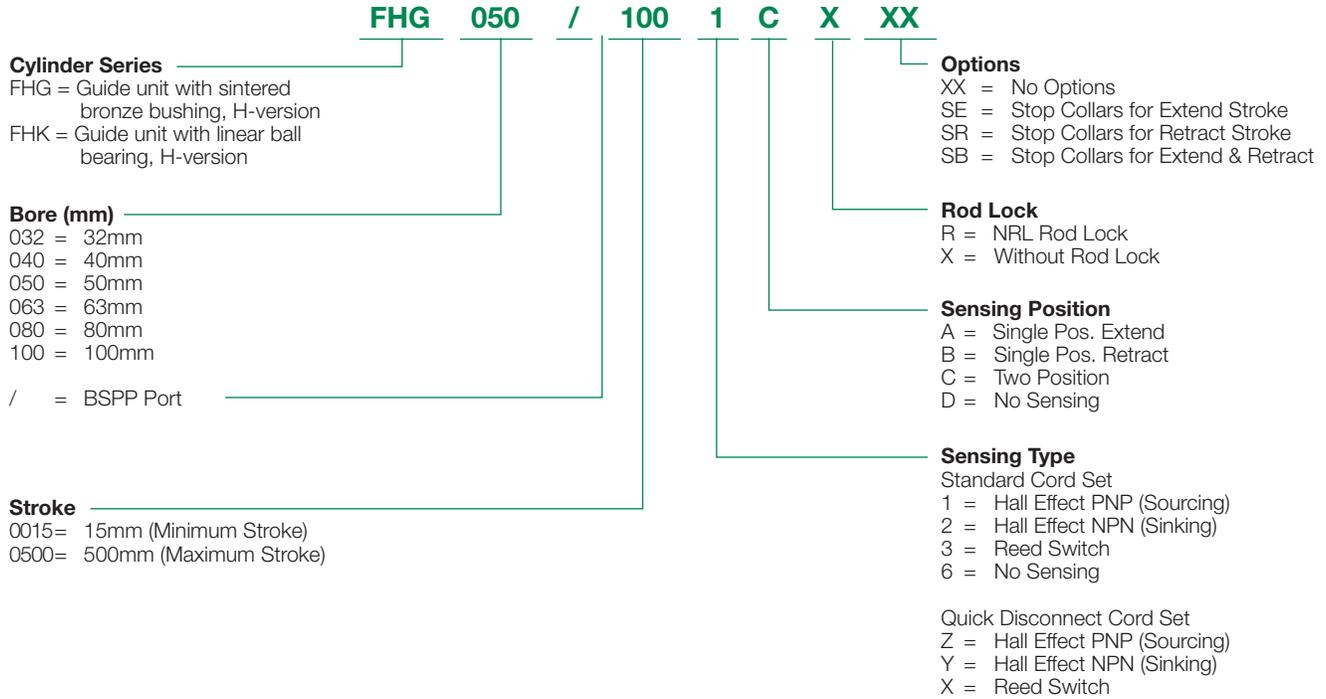 FHG 050 / 100 1 C X XX
Cylinder Series
FHG = Guide unit with sintered
bronze bushing, H-version
FHK = Guide unit with linear ball
bearing, H-version
Bore (mm)
032 = 32mm
040 = 40mm
050 = 50mm
063 = 63mm
080 = 80mm
100 = 100mm
/ = BSPP Port
Stroke
0015= 15mm (Minimum Stroke)
0500= 500mm (Maximum Stroke)
Options
XX = No Options
SE = Stop Collars for Extend Stroke
SR = Stop Collars for Retract Stroke
SB = Stop Collars for Extend & Retract
Rod Lock
R = NRL Rod Lock
X = Without Rod Lock
Sensing Position
A = Single Pos. Extend
B = Single Pos. Retract
C = Two Position
D = No Sensing
Sensing Type
Standard Cord Set
1 = Hall Effect PNP (Sourcing)
2 = Hall Effect NPN (Sinking)
3 = Reed Switch
6 = No Sensing
Quick Disconnect Cord Set
Z = Hall Effect PNP (Sourcing)
Y = Hall Effect NPN (Sinking)
X = Reed Switch